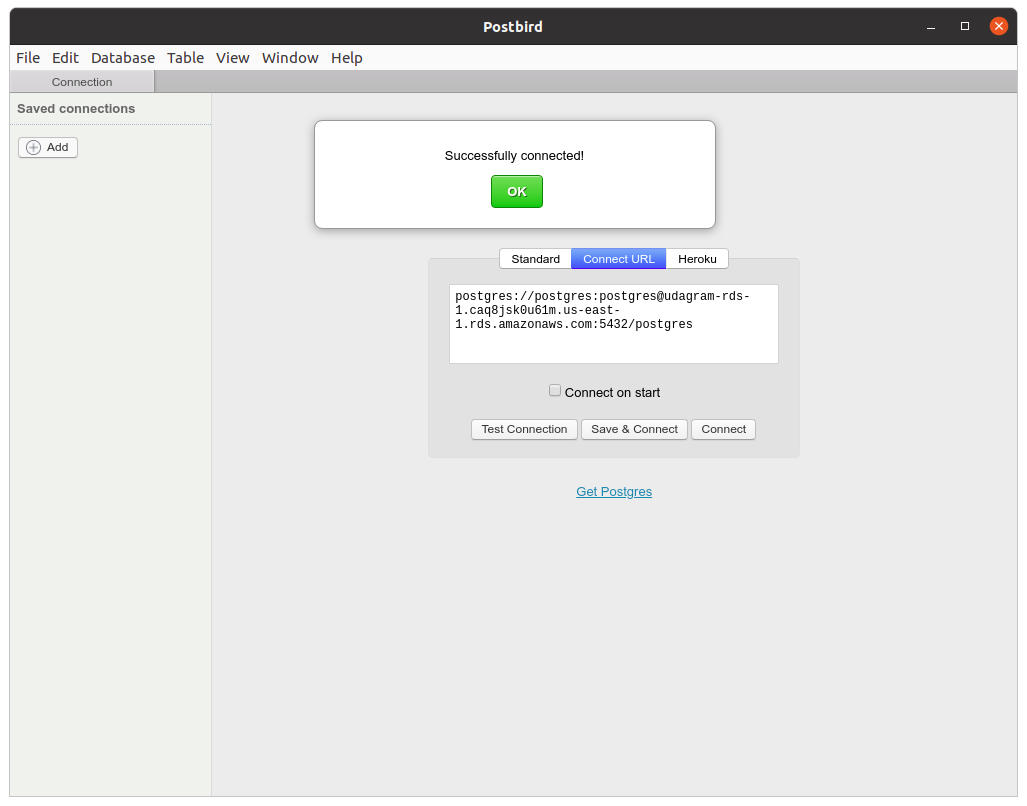 Postbird
File Edit Database Table View Window Help
Connection
Saved connections
Add
Successfully connected!
OK
Standard Connect URL Heroku
postgres://postgres:postgres@udagram-rds-
1.caq8jsk0u61m.us-east-
1.rds.amazonaws.com:5432/postgres
Connect on start
Test Connection Save & Connect Connect
Get Postgres